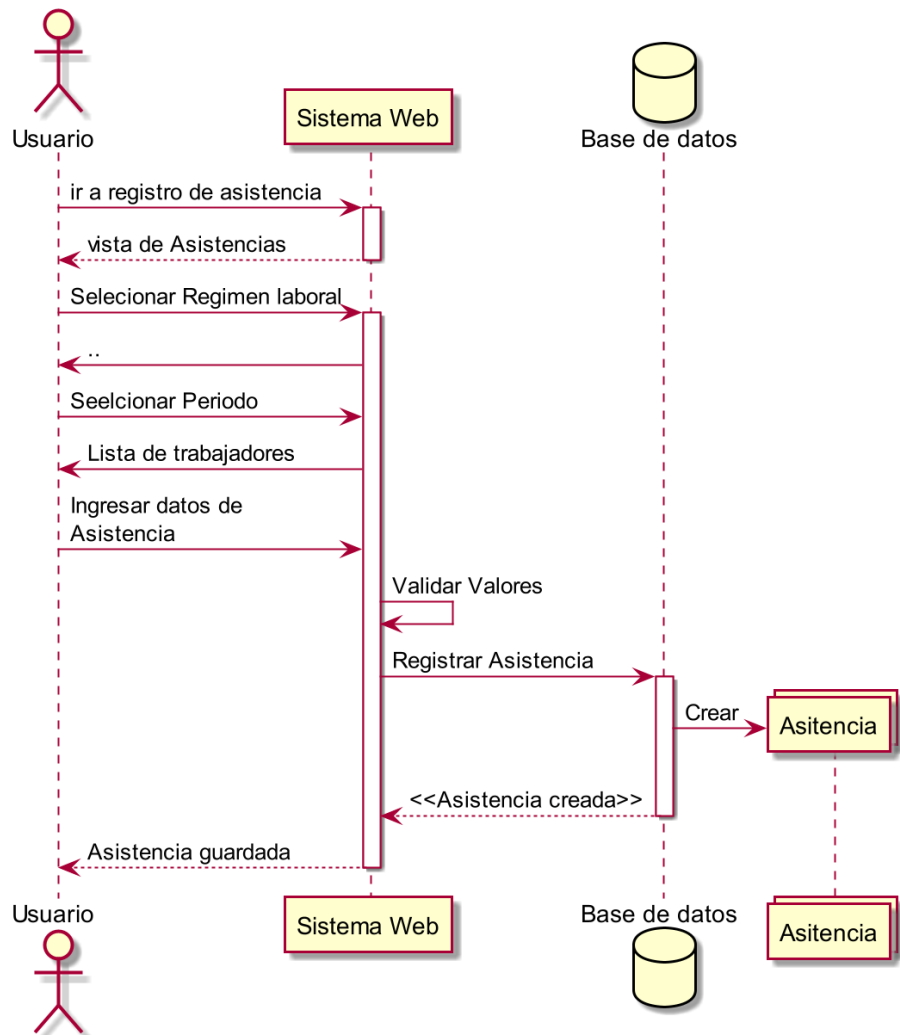 Usuario
Sistema Web
Base de datos
ir a registro de asistencia
vista de Asistencias
Selecionar Regimen laboral
..
Seelcionar Periodo
Lista de trabajadores
Ingresar datos de
Asistencia
Validar Valores
Registrar Asistencia
Crear
Asitencia
<<Asistencia creada>>
Asistencia guardada
Usuario
Sistema Web
Base de datos
Asitencia